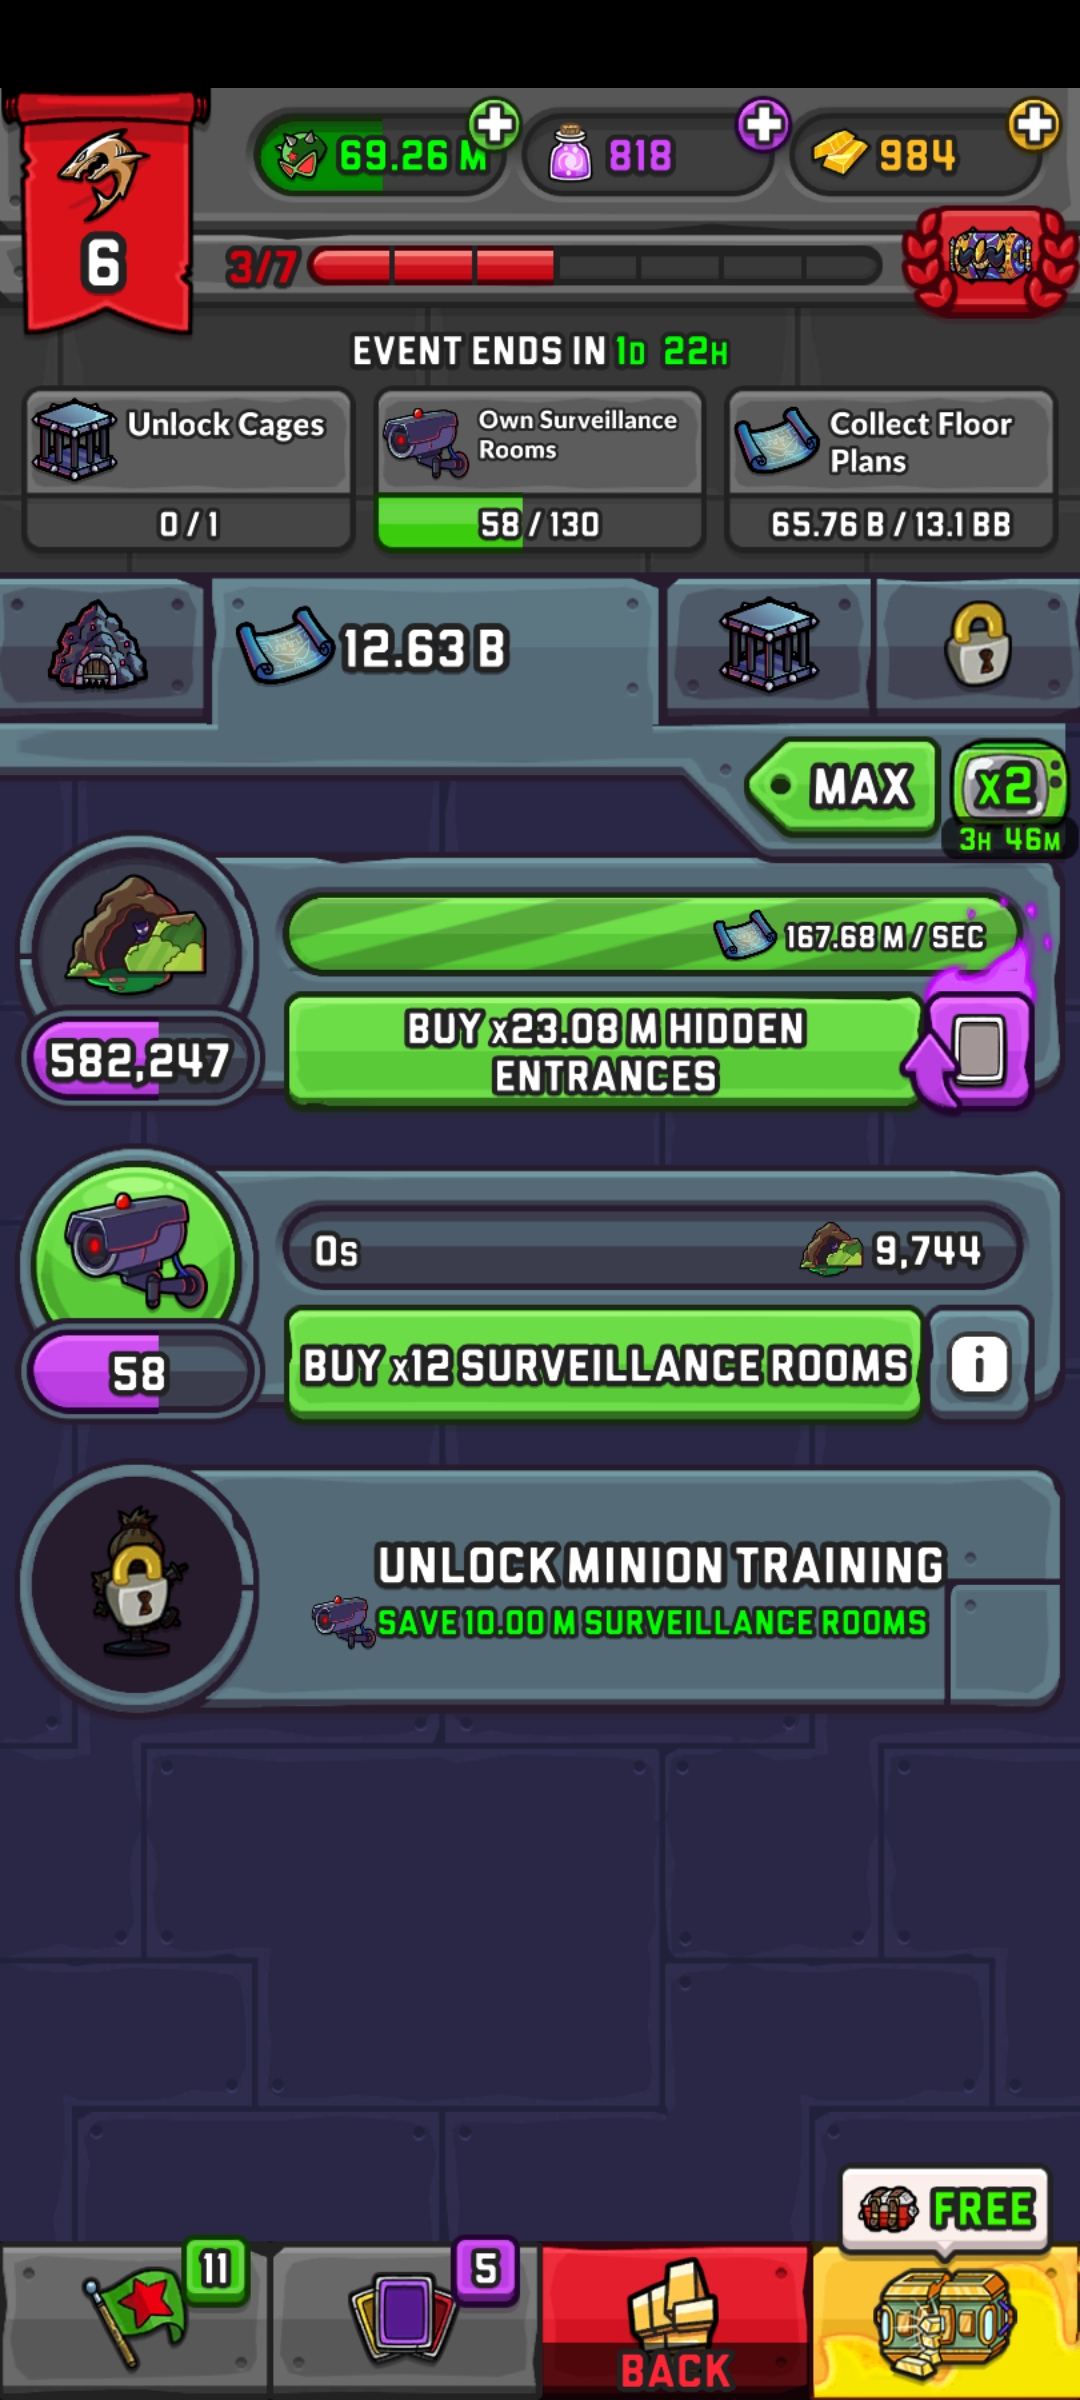 69.26 M
818
984
6
3/7
EVENT ENDS IN 1D 22H
Unlock Cages
0 / 1
Own Surveillance
Rooms
58 / 130
Collect Floor
Plans
65.76 B / 13.1 BB
12.63 B
MAX
x2
3H 46M
167.68 M / SEC
582,247
BUY x23.08 M HIDDEN
ENTRANCES
0s
9,744
58
BUY x12 SURVEILLANCE ROOMS
i
UNLOCK MINION TRAINING
SAVE 10.00 M SURVEILLANCE ROOMS
FREE
11
5
BACK